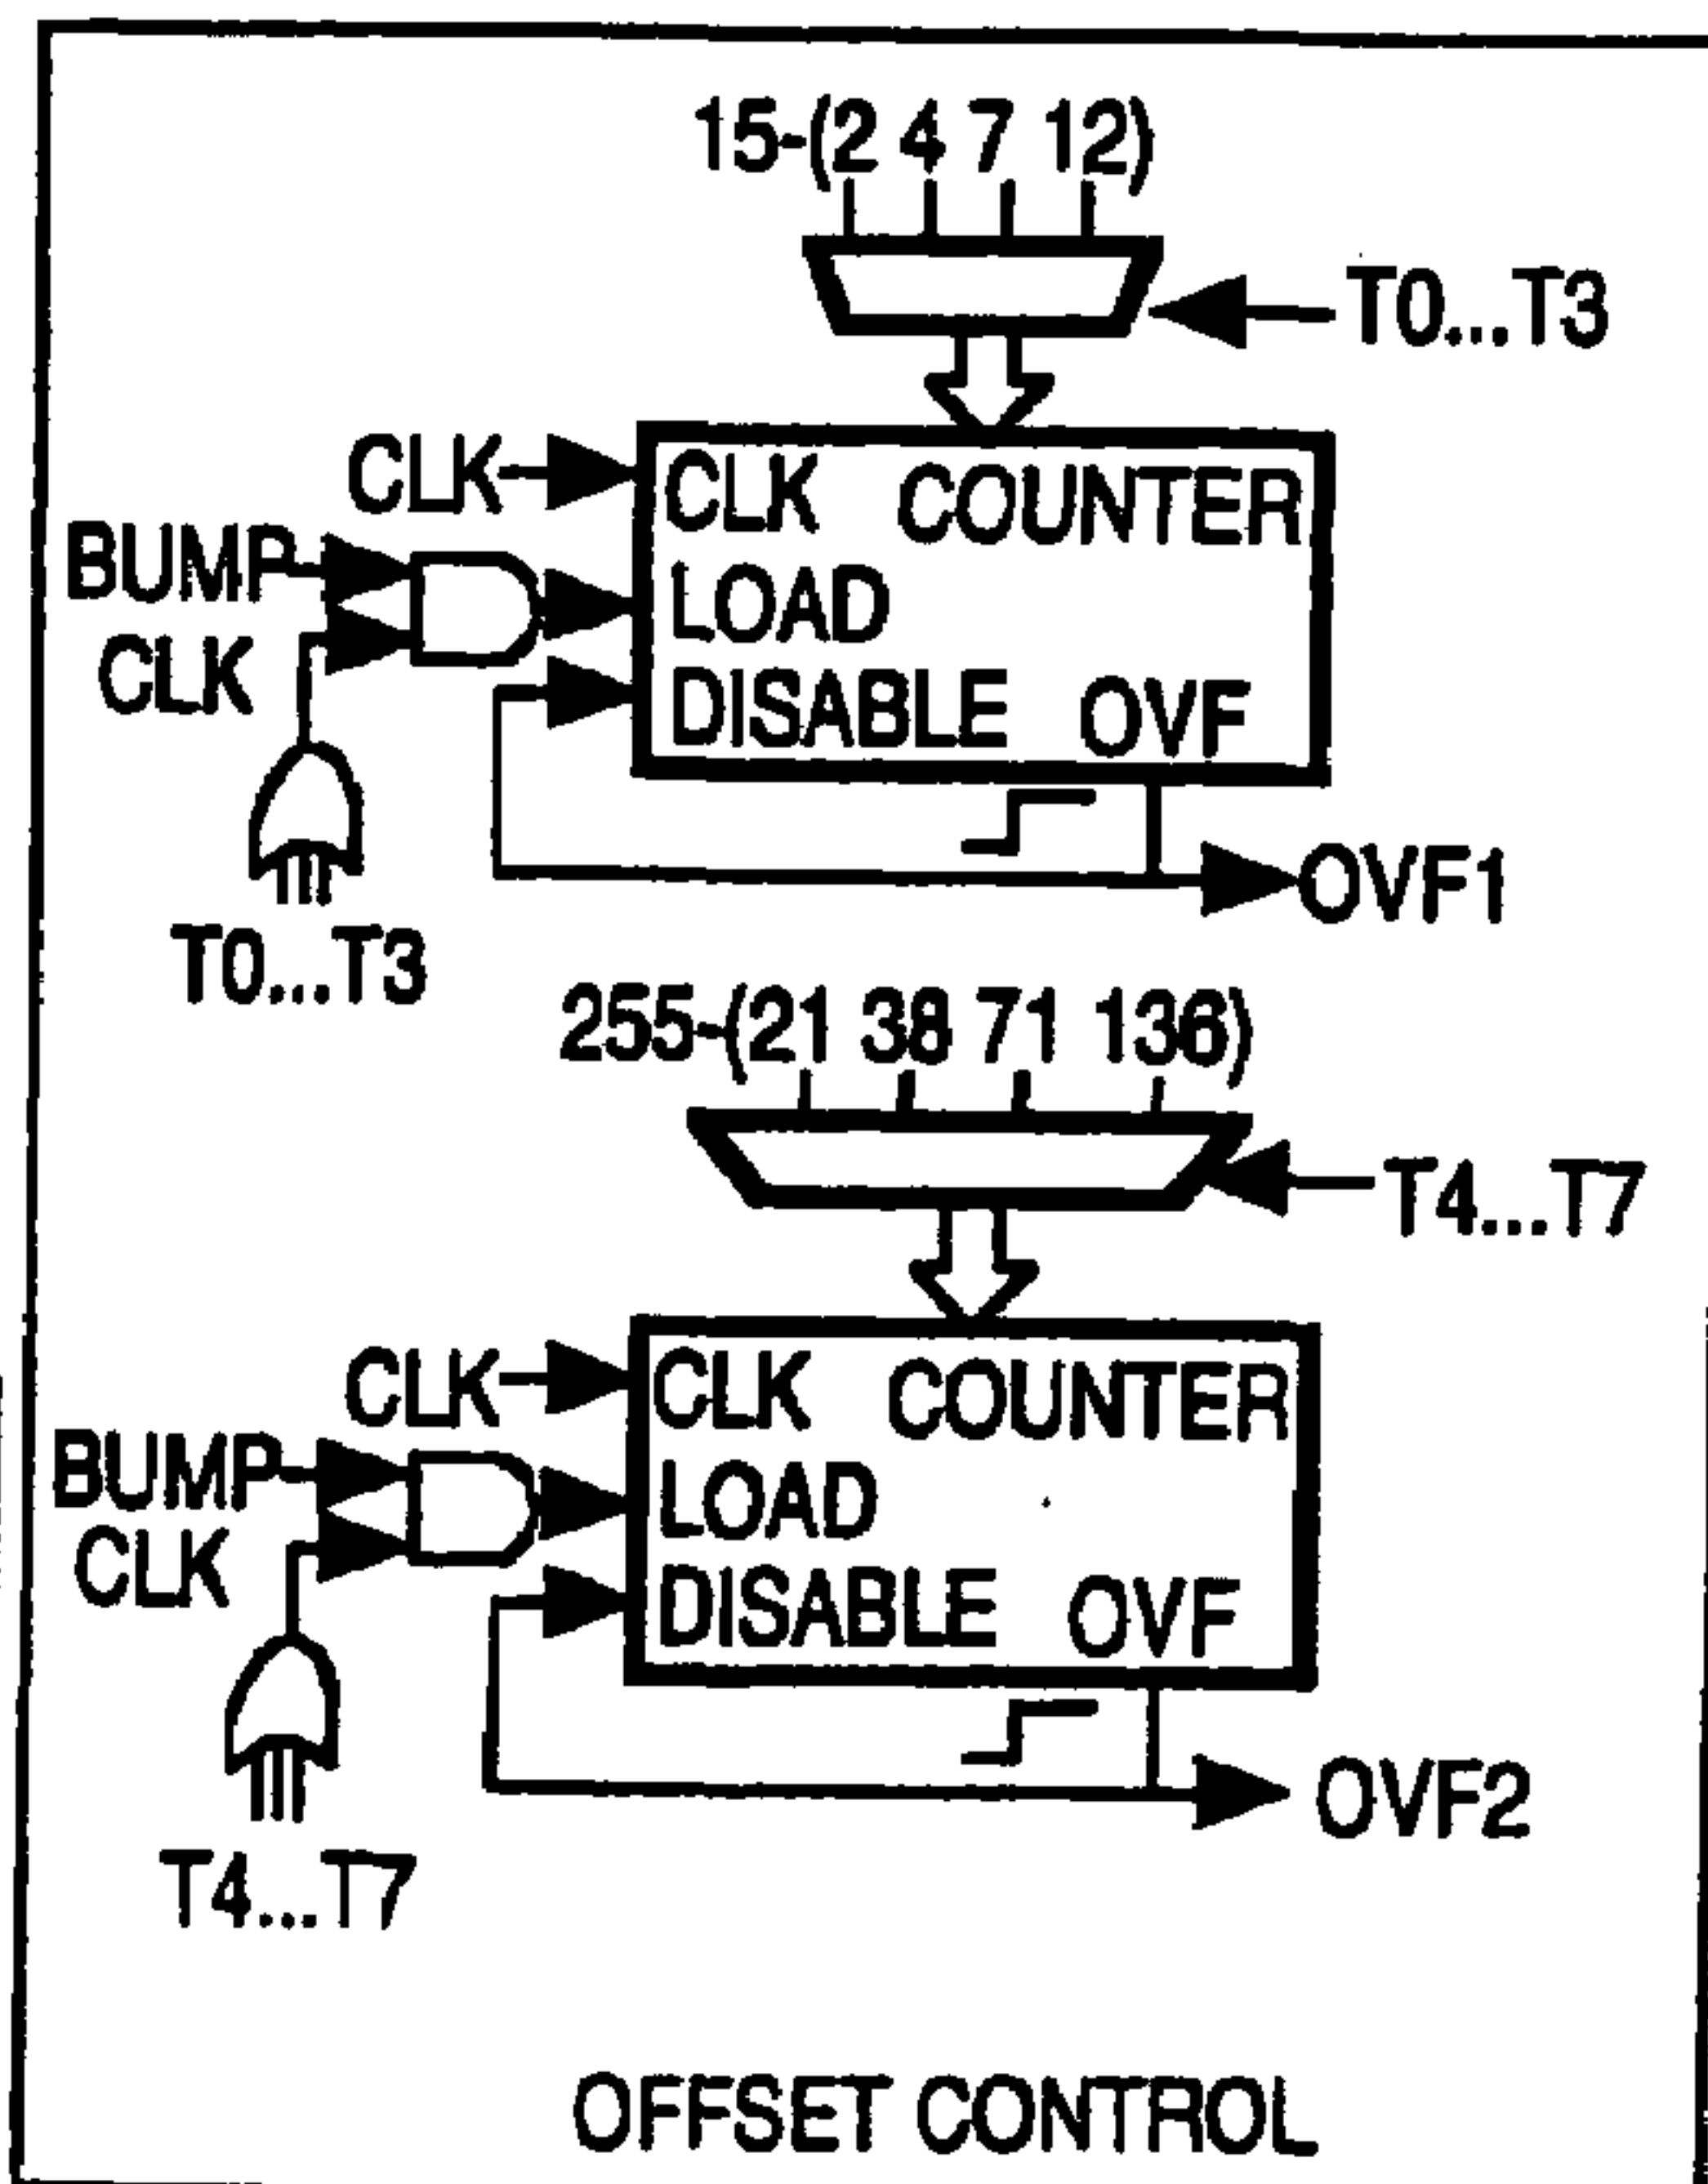 15-(2 4 7 12)
T0...T3
CLK
CLK COUNTER
BUMP
CLK
LOAD
DISABLE OVF
OVF1
T0...T3
255-(21 38 71 136)
T4...T7
CLK
CLK COUNTER
BUMP
CLK
LOAD
DISABLE OVF
OVF2
T4...T7
OFFSET CONTROL